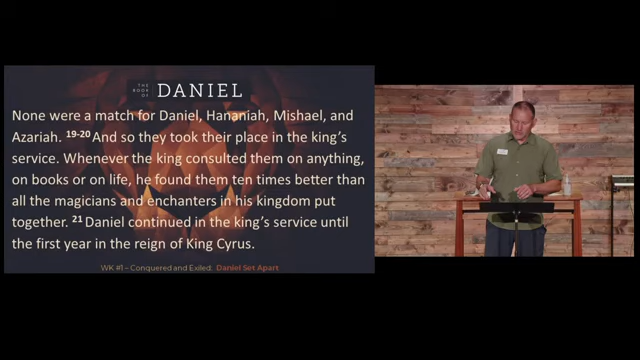 THE
BOOK
OF
DANIEL
None were a match for Daniel, Hananiah, Mishael, and
Azariah. 19-20 And so they took their place in the king's
service. Whenever the king consulted them on anything,
on books or on life, he found them ten times better than
all the magicians and enchanters in his kingdom put
together. 21 Daniel continued in the king's service until
the first year in the reign of King Cyrus.
WK #1 – Conquered and Exiled: Daniel Set Apart